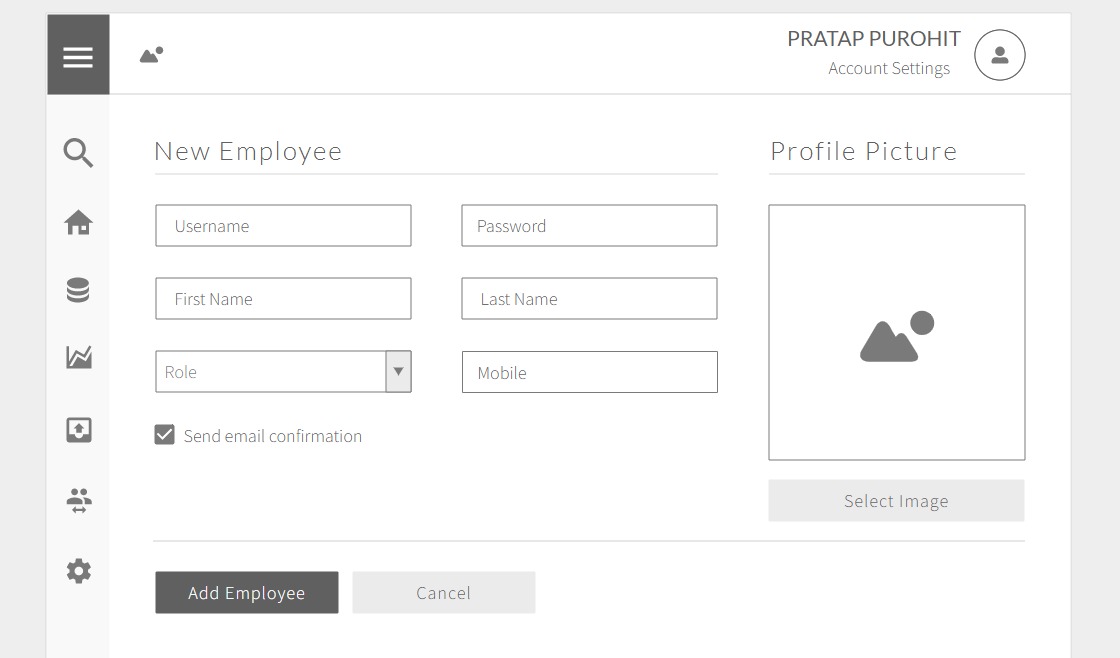 PRATAP PUROHIT
Account Settings
New Employee
Profile Picture
Username
Password
First Name
Last Name
Role
Mobile
Send email confirmation
Select Image
Add Employee
Cancel